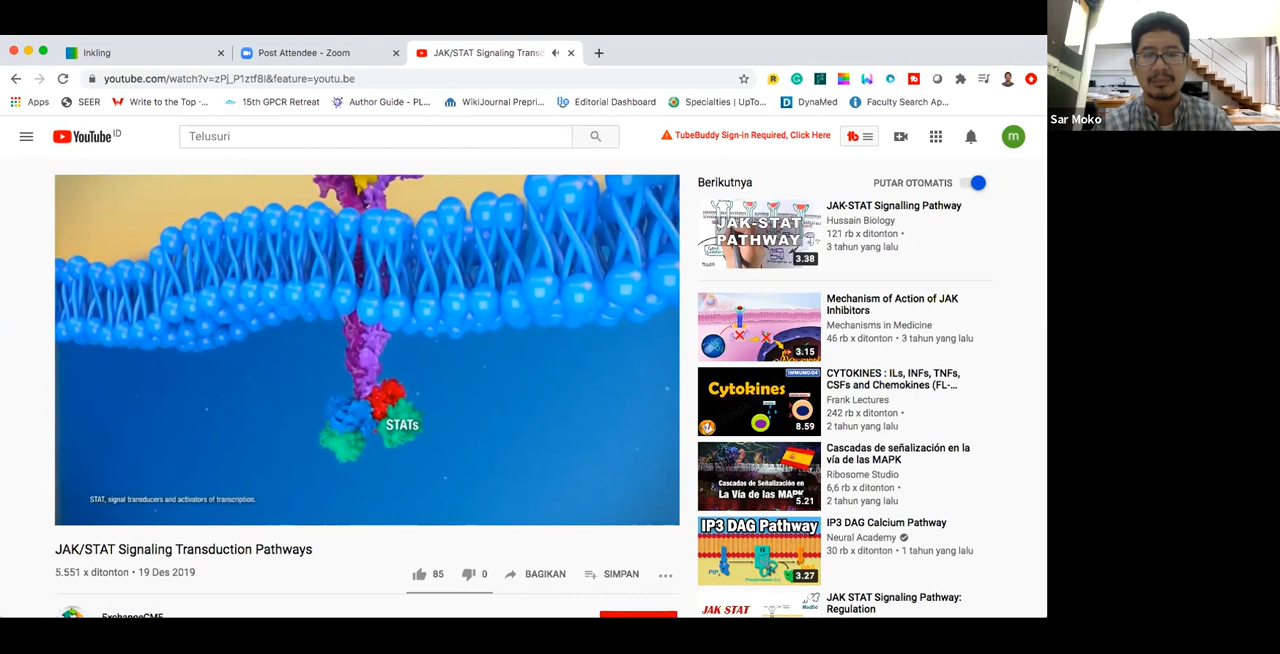 Inkling
Post Attendee - Zoom
JAK/STAT Signaling Transd
youtube.com/watch?v=zPj_P1ztf8I&feature=youtu.be
Apps
SEER
Write to the Top -...
15th GPCR Retreat
Author Guide - PL...
WikiJournal Prepri...
Editorial Dashboard
Specialties | UpTo...
DynaMed
Faculty Search Ap...
YouTube ID
Telusuri
TubeBuddy Sign-in Required, Click Here
m
Sar Moko
STATs
STAT, signal transducers and activators of transcription.
JAK/STAT Signaling Transduction Pathways
5.551 x ditonton • 19 Des 2019
85
0
BAGIKAN
SIMPAN
ExchangeCME
Berikutnya
PUTAR OTOMATIS
JAK-STAT
PATHWAY
3.38
JAK-STAT Signalling Pathway
Hussain Biology
121 rb x ditonton •
3 tahun yang lalu
3.15
Mechanism of Action of JAK
Inhibitors
Mechanisms in Medicine
46 rb x ditonton • 3 tahun yang lalu
IMMUNO/04
Cytokines
8.59
CYTOKINES : ILs, INFs, TNFs,
CSFs and Chemokines (FL-...
Frank Lectures
242 rb x ditonton •
2 tahun yang lalu
Cascadas de Señalización en
La Vía de las MAPK
5.21
Cascadas de señalización en la
vía de las MAPK
Ribosome Studio
6,6 rb x ditonton •
2 tahun yang lalu
IP3 DAG Pathway
3.27
IP3 DAG Calcium Pathway
Neural Academy
30 rb x ditonton • 1 tahun yang lalu
JAK STAT
JAK STAT Signaling Pathway:
Regulation